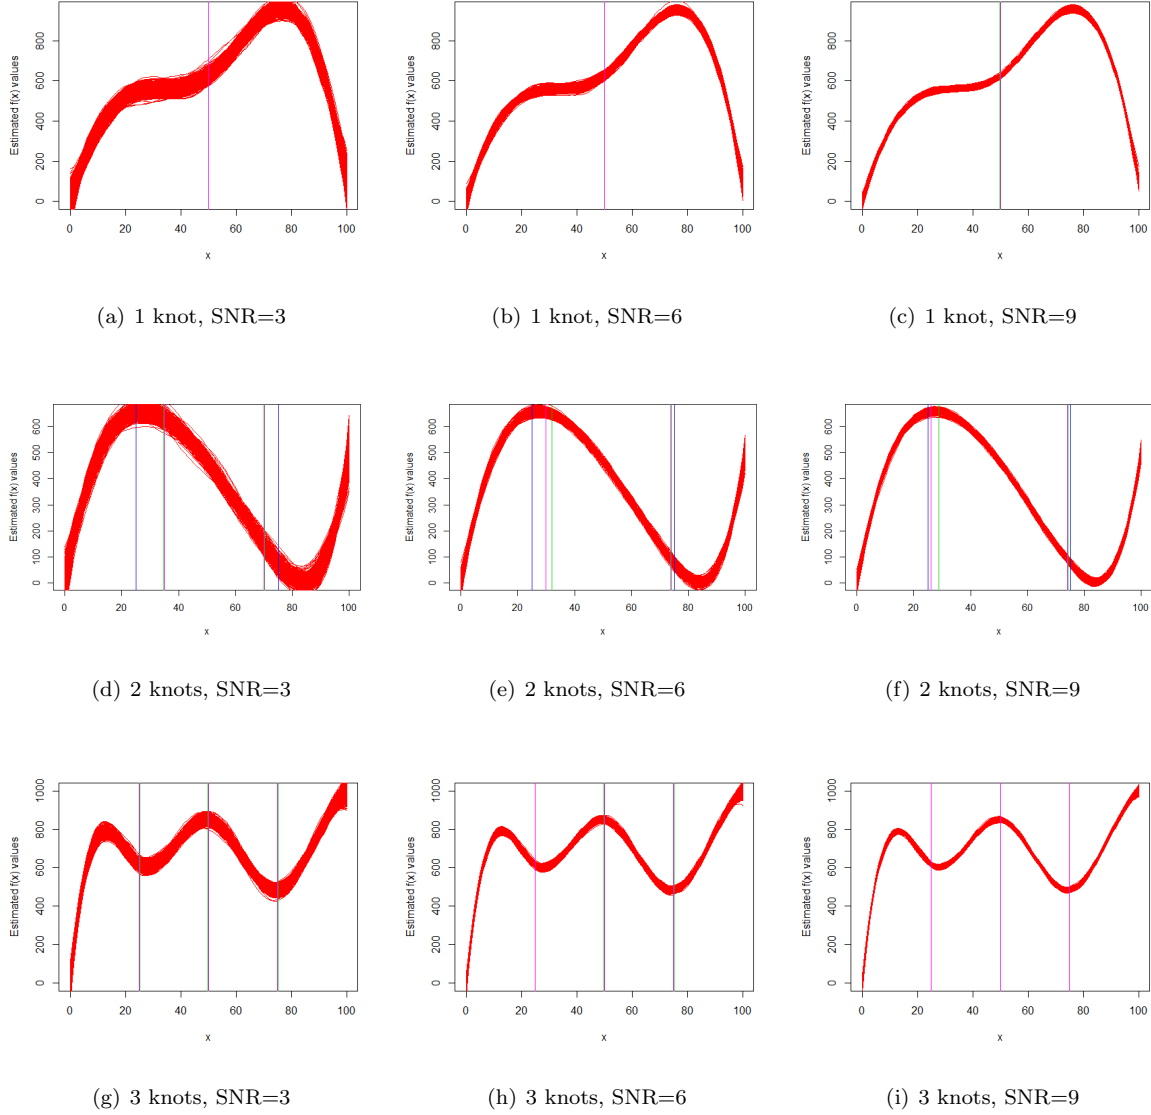 Estimated f(x) values
0 200 400 600 800
0 20 40 60 80 100
x
(a) 1 knot, SNR=3
Estimated f(x) values
0 200 400 600 800
0 20 40 60 80 100
x
(b) 1 knot, SNR=6
Estimated f(x) values
0 200 400 600 800
0 20 40 60 80 100
x
(c) 1 knot, SNR=9
Estimated f(x) values
0 100 200 300 400 500 600
0 20 40 60 80 100
x
(d) 2 knots, SNR=3
Estimated f(x) values
0 100 200 300 400 500 600
0 20 40 60 80 100
x
(e) 2 knots, SNR=6
Estimated f(x) values
0 100 200 300 400 500 600
0 20 40 60 80 100
x
(f) 2 knots, SNR=9
Estimated f(x) values
0 200 400 600 800 1000
0 20 40 60 80 100
x
(g) 3 knots, SNR=3
Estimated f(x) values
0 200 400 600 800 1000
0 20 40 60 80 100
x
(h) 3 knots, SNR=6
Estimated f(x) values
0 200 400 600 800 1000
0 20 40 60 80 100
x
(i) 3 knots, SNR=9